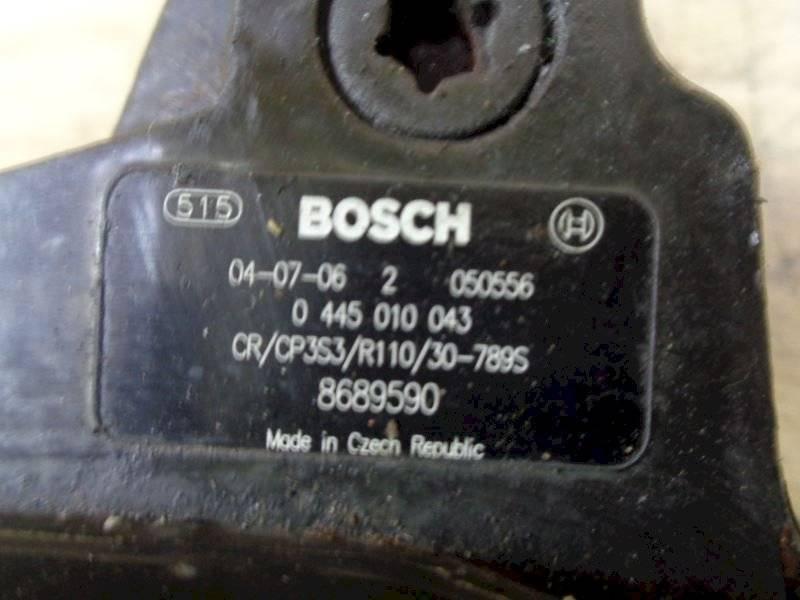 515 BOSCH
04-07-06 2 050556
0 445 010 043
CR/CP3S3/R110/30-789S
8689590
Made in Czech Republic